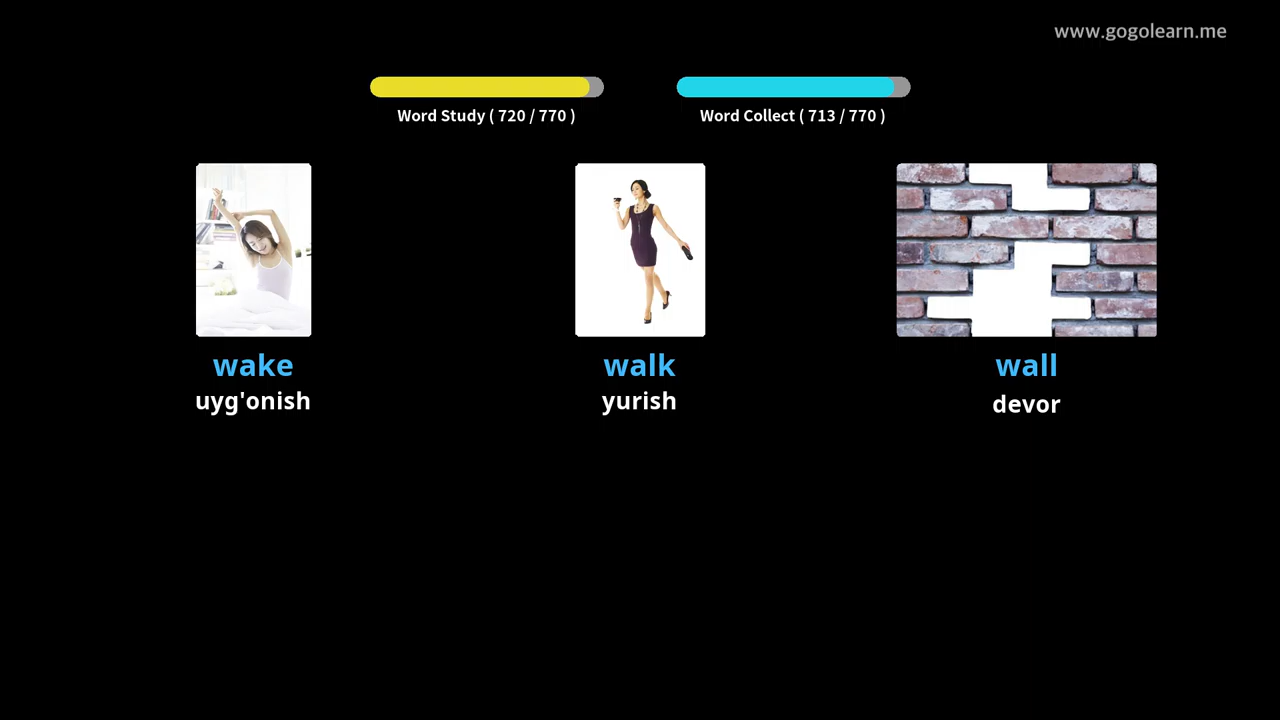 www.gogolearn.me
Word Study ( 720 / 770 )
Word Collect ( 713 / 770 )
wake
uyg'onish
walk
yurish
wall
devor